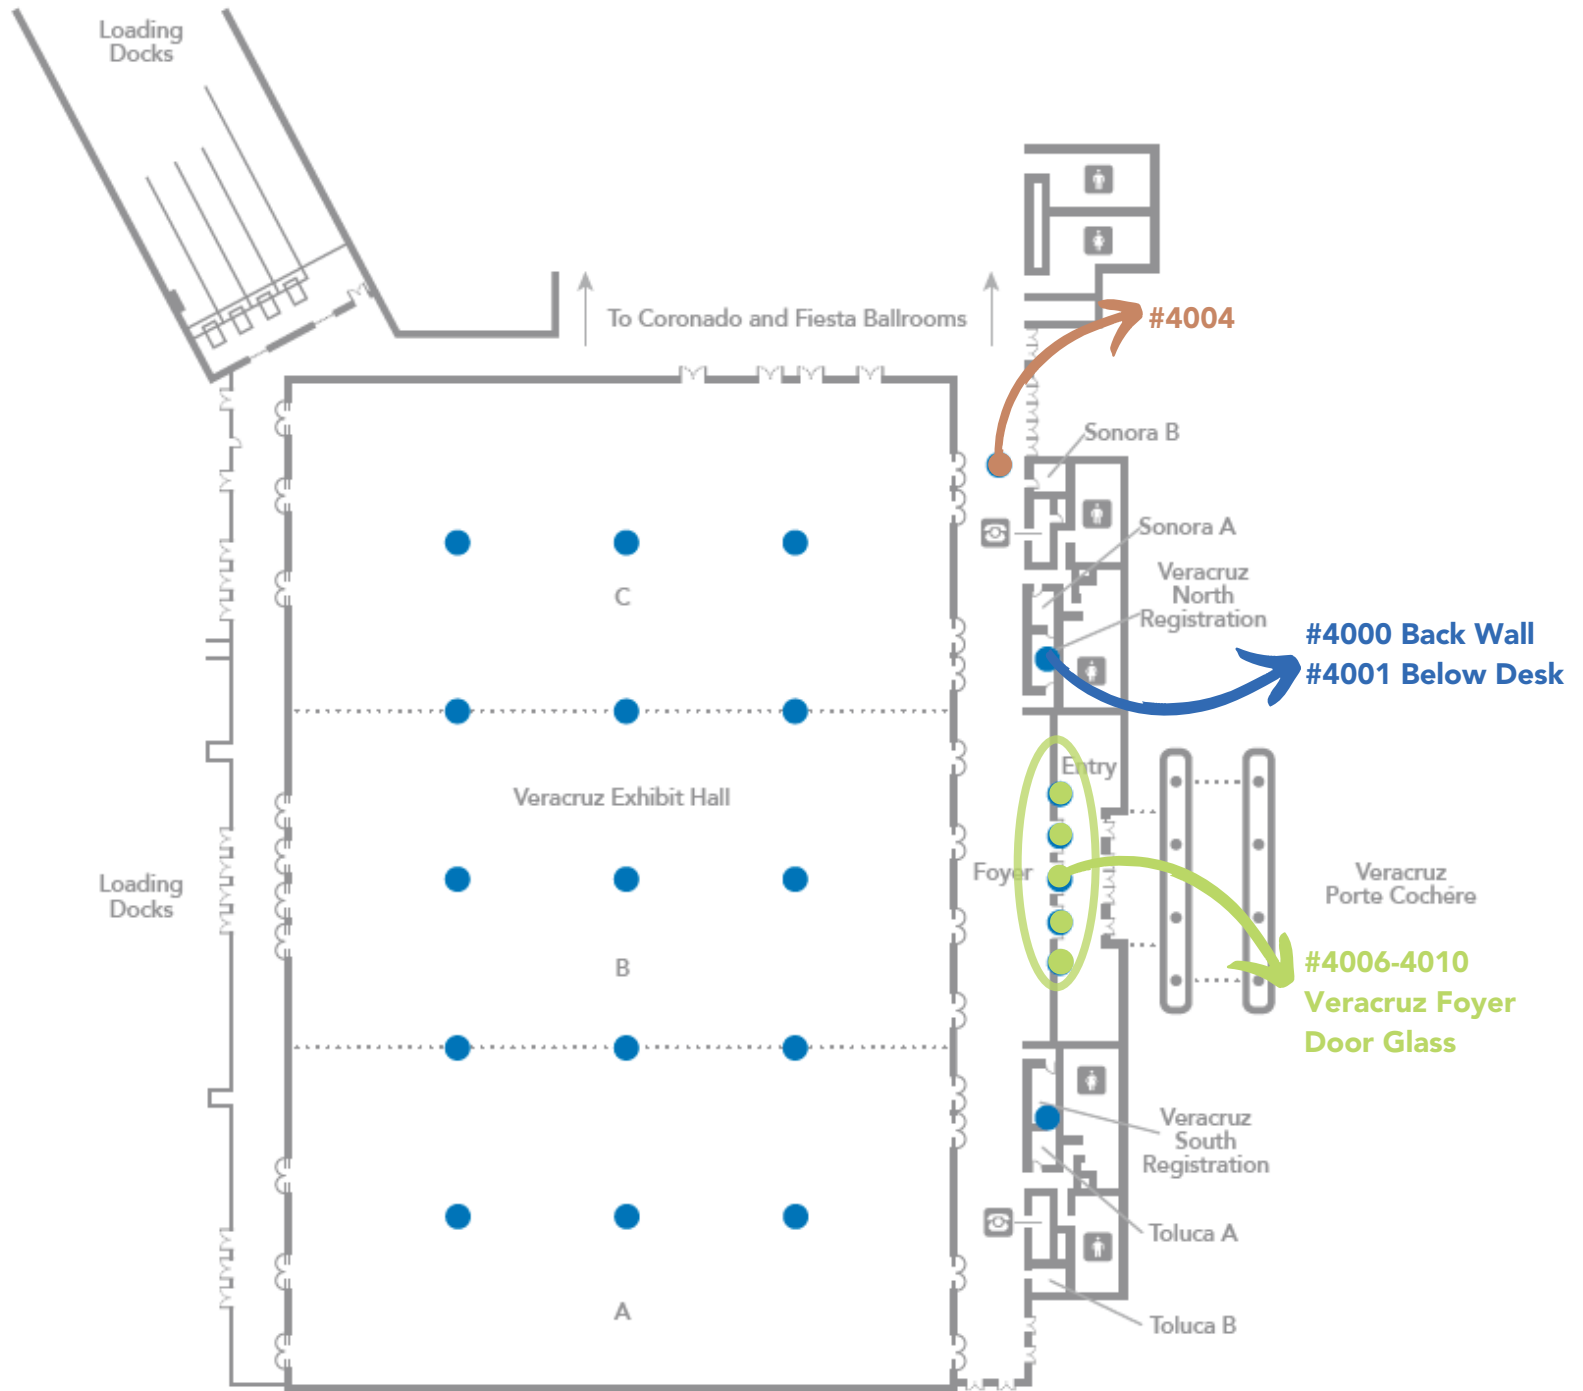 Loading
Docks
To Coronado and Fiesta Ballrooms
#4004
Sonora B
Sonora A
C
Veracruz
North
Registration
#4000 Back Wall
#4001 Below Desk
Entry
Veracruz Exhibit Hall
Foyer
Veracruz
Porte Cochére
Loading
Docks
B
#4006-4010
Veracruz Foyer
Door Glass
Veracruz
South
Registration
Toluca A
A
Toluca B